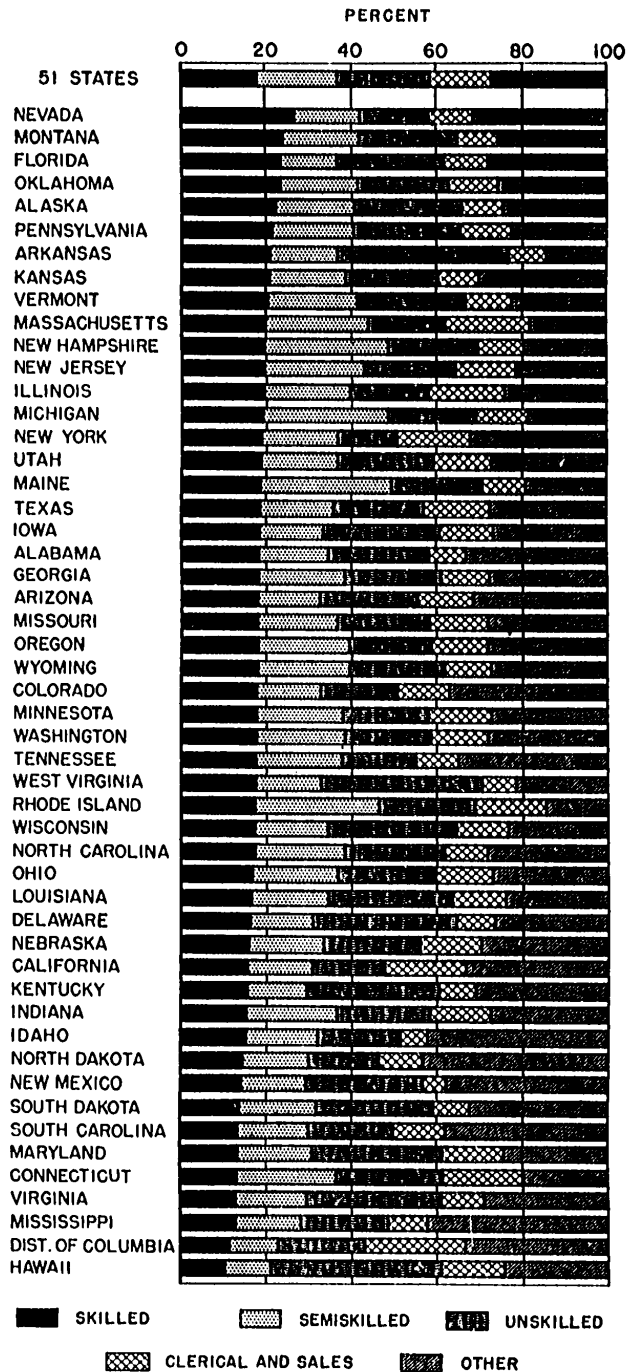 PERCENT
0 20 40 60 80 100
51 STATES
NEVADA
MONTANA
FLORIDA
OKLAHOMA
ALASKA
PENNSYLVANIA
ARKANSAS
KANSAS
VERMONT
MASSACHUSETTS
NEW HAMPSHIRE
NEW JERSEY
ILLINOIS
MICHIGAN
NEW YORK
UTAH
MAINE
TEXAS
IOWA
ALABAMA
GEORGIA
ARIZONA
MISSOURI
OREGON
WYOMING
COLORADO
MINNESOTA
WASHINGTON
TENNESSEE
WEST VIRGINIA
RHODE ISLAND
WISCONSIN
NORTH CAROLINA
OHIO
LOUISIANA
DELAWARE
NEBRASKA
CALIFORNIA
KENTUCKY
INDIANA
IDAHO
NORTH DAKOTA
NEW MEXICO
SOUTH DAKOTA
SOUTH CAROLINA
MARYLAND
CONNECTICUT
VIRGINIA
MISSISSIPPI
DIST. OF COLUMBIA
HAWAII
SKILLED SEMISKILLED UNSKILLED
CLERICAL AND SALES OTHER